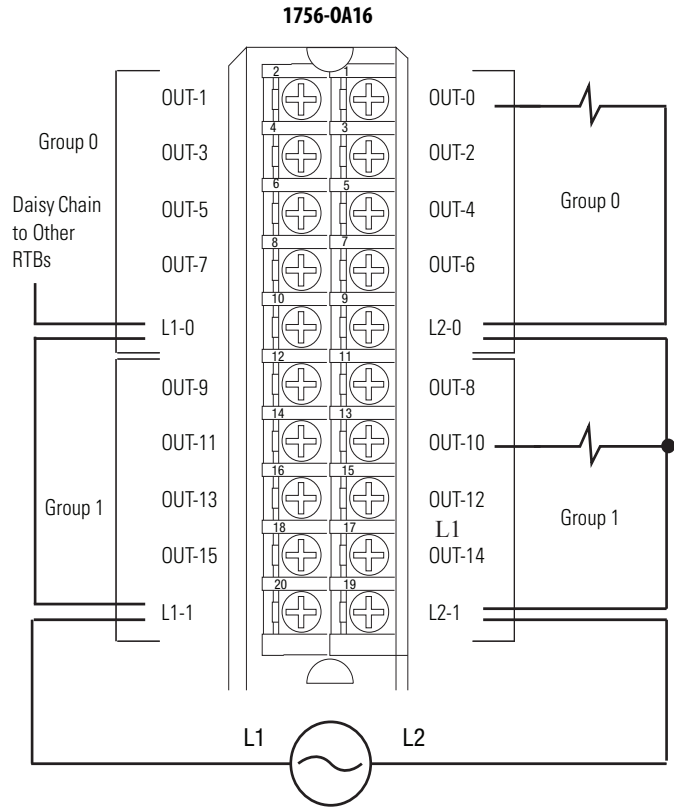 1756-OA16
2 1
OUT-1 OUT-0
Group 0
4 3
OUT-3 OUT-2
Daisy Chain
to Other
RTBs
6 5
OUT-5 OUT-4
Group 0
8 7
OUT-7 OUT-6
10 9
L1-0 L2-0
12 11
OUT-9 OUT-8
14 13
OUT-11 OUT-10
16 15
OUT-13 OUT-12
Group 1 Group 1
18 17
L1
OUT-15 OUT-14
20 19
L1-1 L2-1
L1 L2